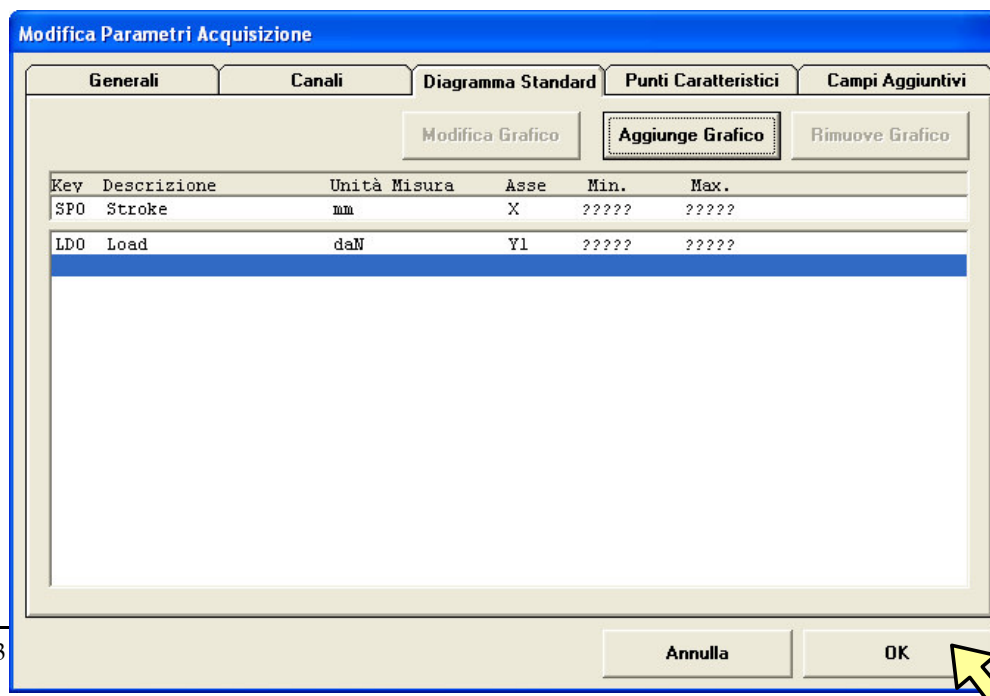 Modifica Parametri Acquisizione
Generali Canali Diagramma Standard Punti Caratteristici Campi Aggiuntivi
Modifica Grafico Aggiunge Grafico Rimuove Grafico
Key Descrizione Unità Misura Asse Min. Max.
SP0 Stroke mm X ????? ?????
LD0 Load daN Y1 ????? ?????
Annulla OK